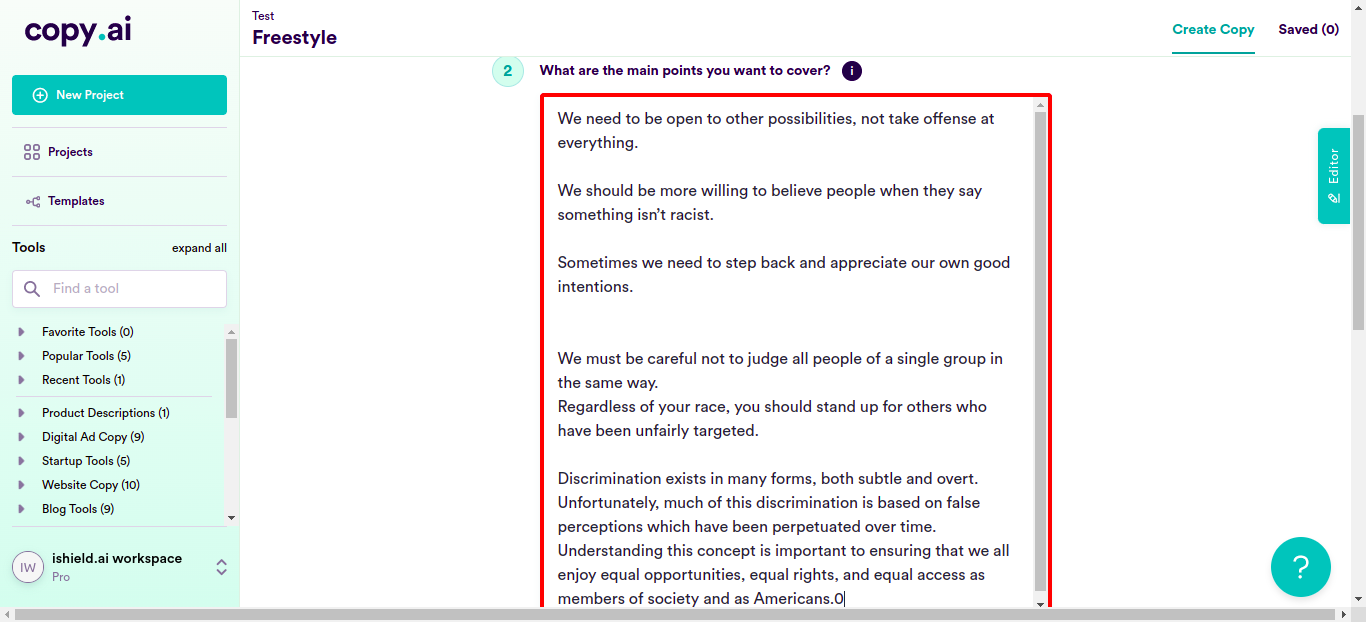 copy.ai
New Project
Projects
Templates
Tools
expand all
Find a tool
Favorite Tools (0)
Popular Tools (5)
Recent Tools (1)
Product Descriptions (1)
Digital Ad Copy (9)
Startup Tools (5)
Website Copy (10)
Blog Tools (9)
IW
ishield.ai workspace
Pro
Test
Freestyle
Create Copy
Saved (0)
2
What are the main points you want to cover?
i
We need to be open to other possibilities, not take offense at
everything.
We should be more willing to believe people when they say
something isn’t racist.
Sometimes we need to step back and appreciate our own good
intentions.
We must be careful not to judge all people of a single group in
the same way.
Regardless of your race, you should stand up for others who
have been unfairly targeted.
Discrimination exists in many forms, both subtle and overt.
Unfortunately, much of this discrimination is based on false
perceptions which have been perpetuated over time.
Understanding this concept is important to ensuring that we all
enjoy equal opportunities, equal rights, and equal access as
members of society and as Americans.0
Editor
?